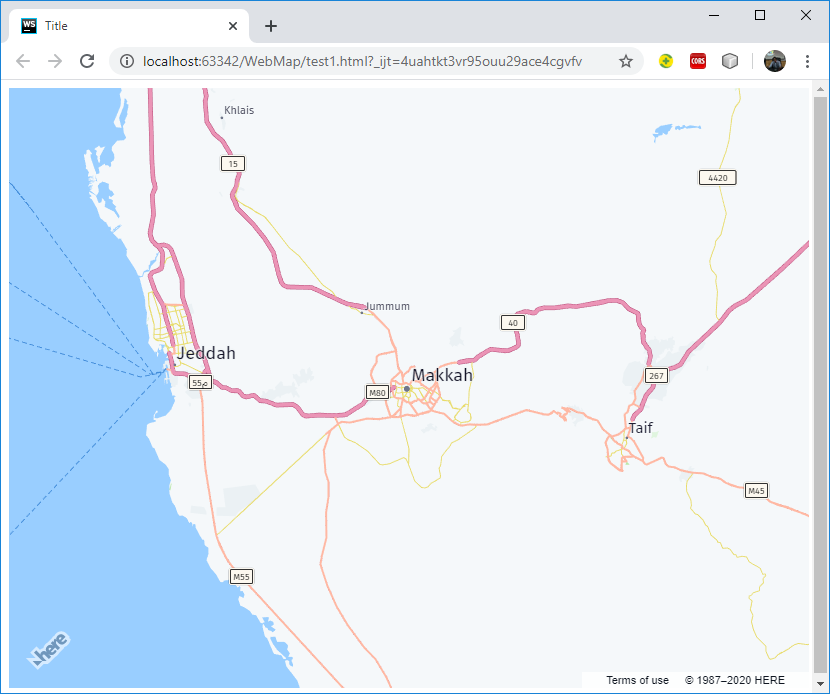 WS
Title
localhost:63342/WebMap/test1.html?_ijt=4uahtkt3vr95ouu29ace4cgvfv
CORS
Khlais
15
4420
Jummum
40
Jeddah
Makkah
55م
M80
267
Taif
M45
M55
here
Terms of use © 1987–2020 HERE